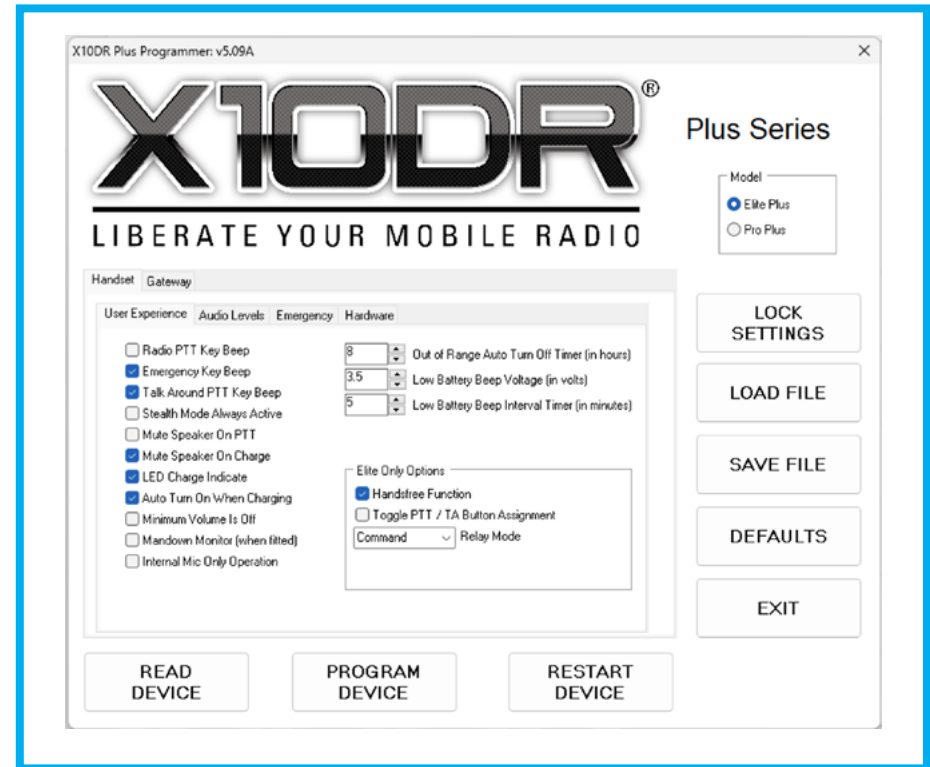 X10DR Plus Programmer: v5.09A
X10DR®
LIBERATE YOUR MOBILE RADIO
Plus Series
Model
Elite Plus
Pro Plus
Handset Gateway
User Experience Audio Levels Emergency Hardware
Radio PTT Key Beep
Emergency Key Beep
Talk Around PTT Key Beep
Stealth Mode Always Active
Mute Speaker On PTT
Mute Speaker On Charge
LED Charge Indicate
Auto Turn On When Charging
Minimum Volume Is Off
Mandown Monitor (when fitted)
Internal Mic Only Operation
8 Out of Range Auto Turn Off Timer (in hours)
3.5 Low Battery Beep Voltage (in volts)
5 Low Battery Beep Interval Timer (in minutes)
Elite Only Options
Handsfree Function
Toggle PTT / TA Button Assignment
Command Relay Mode
LOCK
SETTINGS
LOAD FILE
SAVE FILE
DEFAULTS
EXIT
READ
DEVICE
PROGRAM
DEVICE
RESTART
DEVICE